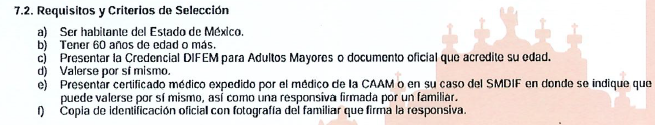 7.2. Requisitos y Criterios de Selección
a) Ser habitante del Estado de México.
b) Tener 60 años de edad o más.
c) Presentar la Credencial DIFEM para Adultos Mayores o documento oficial que acredite su edad.
d) Valerse por sí mismo.
e) Presentar certificado médico expedido por el médico de la CAAM o en su caso del SMDIF en donde se indique que
puede valerse por sí mismo, así como una responsiva firmada por un familiar.
f) Copia de identificación oficial con fotografía del familiar que firma la responsiva.